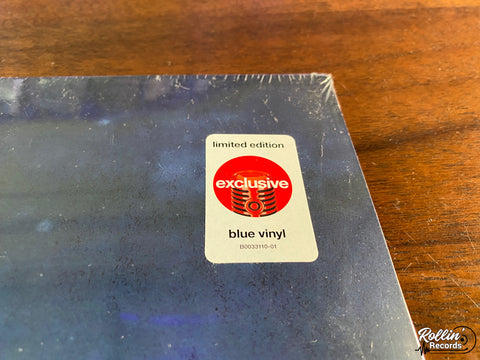 limited edition
exclusive
blue vinyl
B0033110-01
Rollin
Records